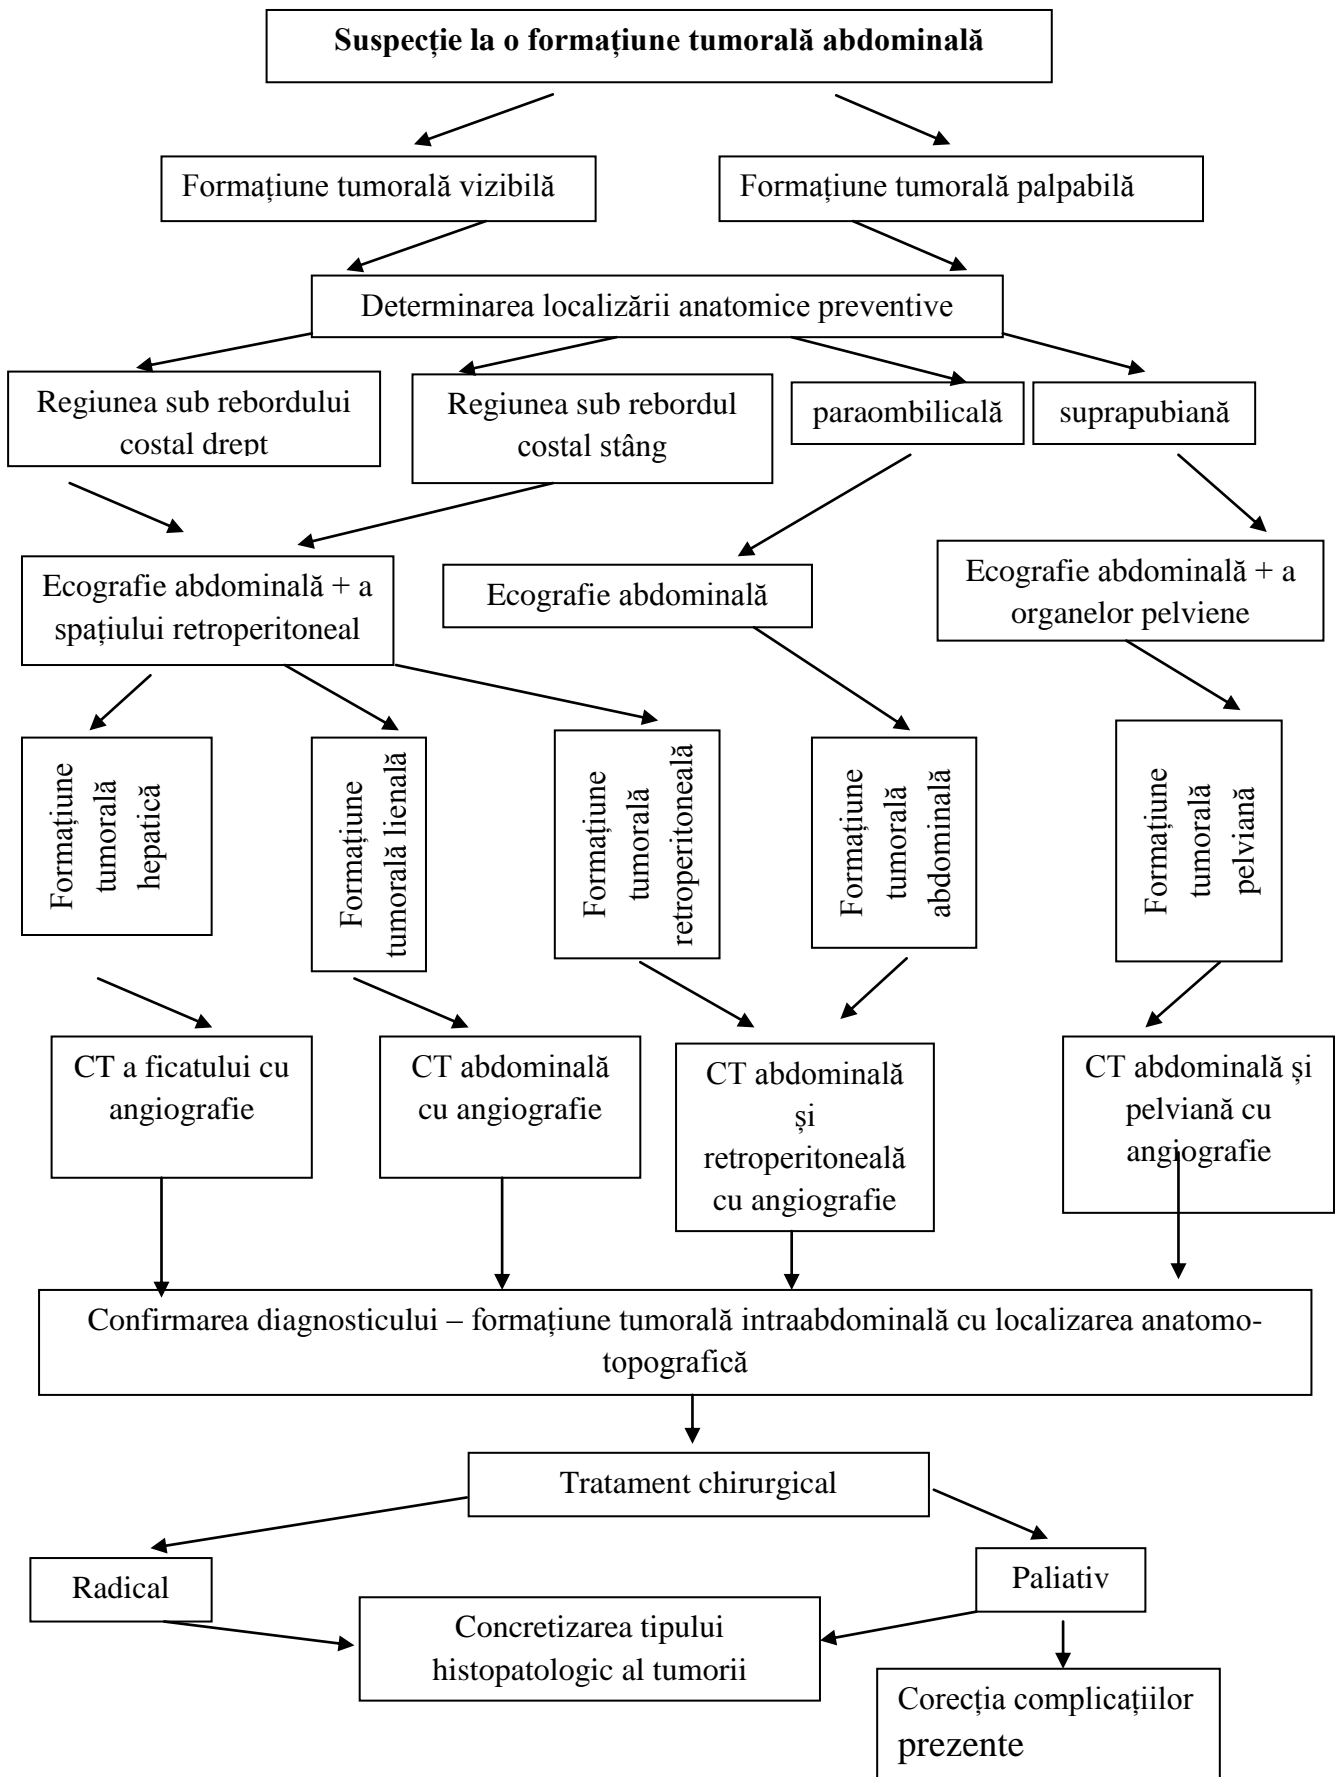 Suspecție la o formațiune tumorală abdominală
Formațiune tumorală vizibilă
Formațiune tumorală palpabilă
Determinarea localizării anatomice preventive
Regiunea sub rebordului
costal drept
Regiunea sub rebordul
costal stâng
paraombilicală
suprapubiană
Ecografie abdominală + a
spațiului retroperitoneal
Ecografie abdominală
Ecografie abdominală + a
organelor pelviene
Formațiune
tumorală
hepatică
Formațiune
tumorală lienală
Formațiune
tumorală
retroperitoneală
Formațiune
tumorală
abdominală
Formațiune
tumorală
pelviană
CT a ficatului cu
angiografie
CT abdominală
cu angiografie
CT abdominală
și
retroperitoneală
cu angiografie
CT abdominală și
pelviană cu
angiografie
Confirmarea diagnosticului – formațiune tumorală intraabdominală cu localizarea anatomo-
topografică
Tratament chirurgical
Radical
Paliativ
Concretizarea tipului
histopatologic al tumorii
Corecția complicațiilor
prezente